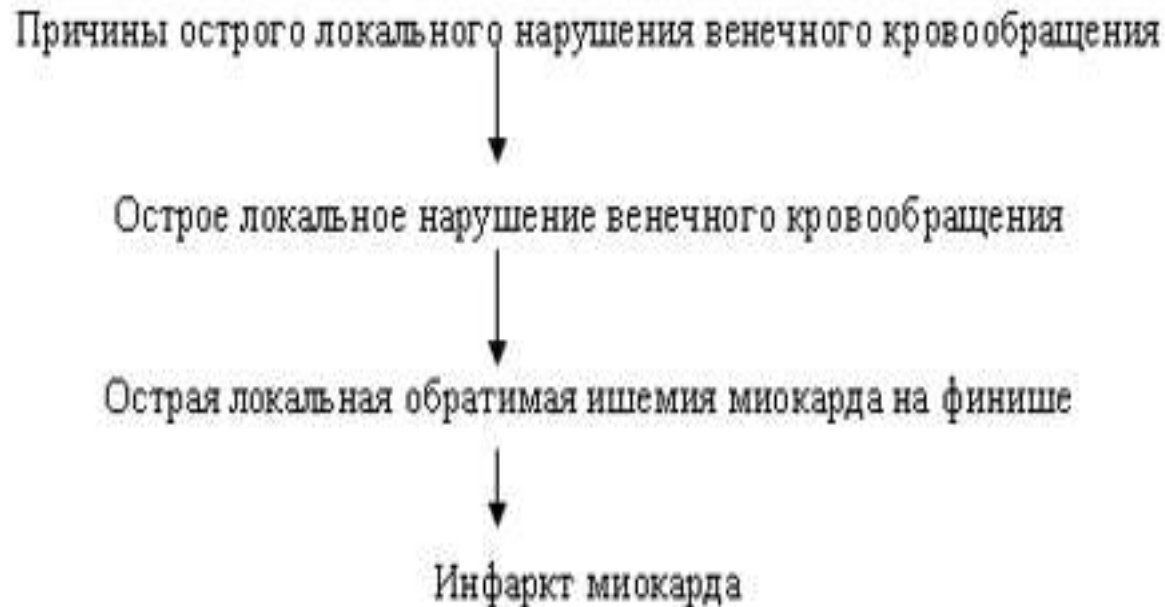 Причины острого локального нарушения венечного кровообращения
Острое локальное нарушение венечного кровообращения
Острая локальная обратимая ишемия миокарда на финише
Инфаркт миокарда